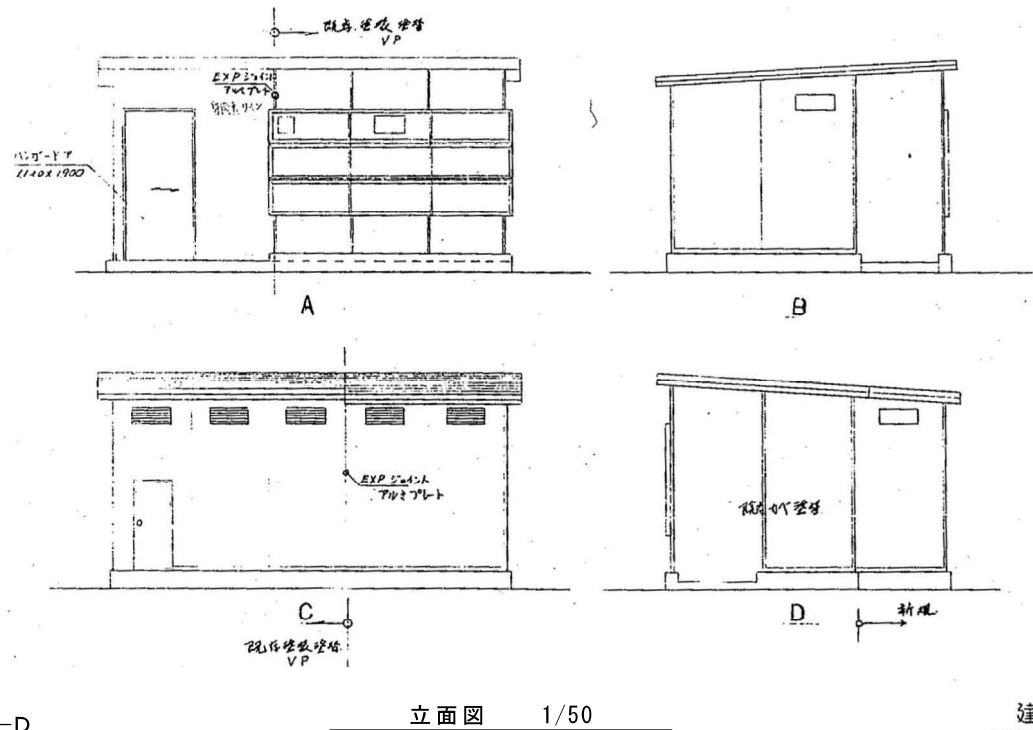 既存塗装塗替
VP
EXPジョイント
アルミプレート
ハンガードア
A
B
EXPジョイント
アルミプレート
既存カベ塗替
C
D
新規
既存塗装塗替
VP
立面図 1/50
建
-D